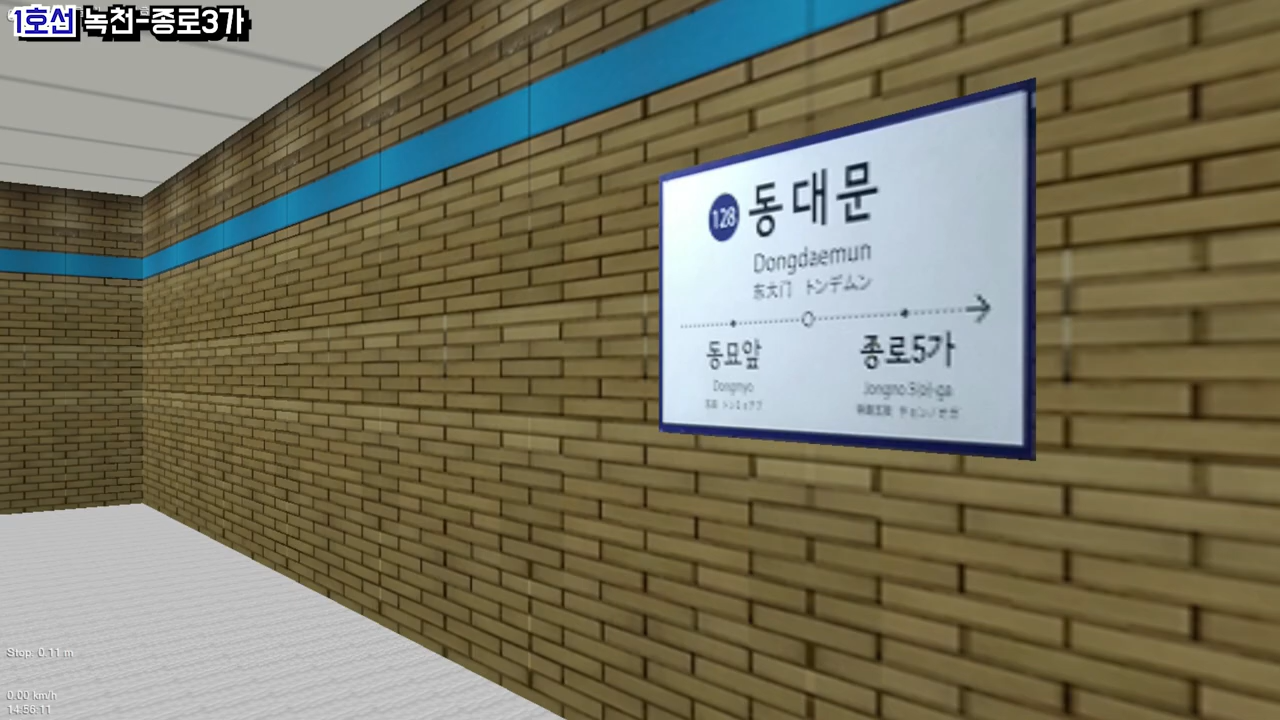 1호선 녹천-종로3가
128 동대문
Dongdaemun
东大门 トンデムン
동묘앞 종로5가
Dongmyo Jongno 5(o)-ga
Stop: 0.11 m
0.00 km/h
14:56:11